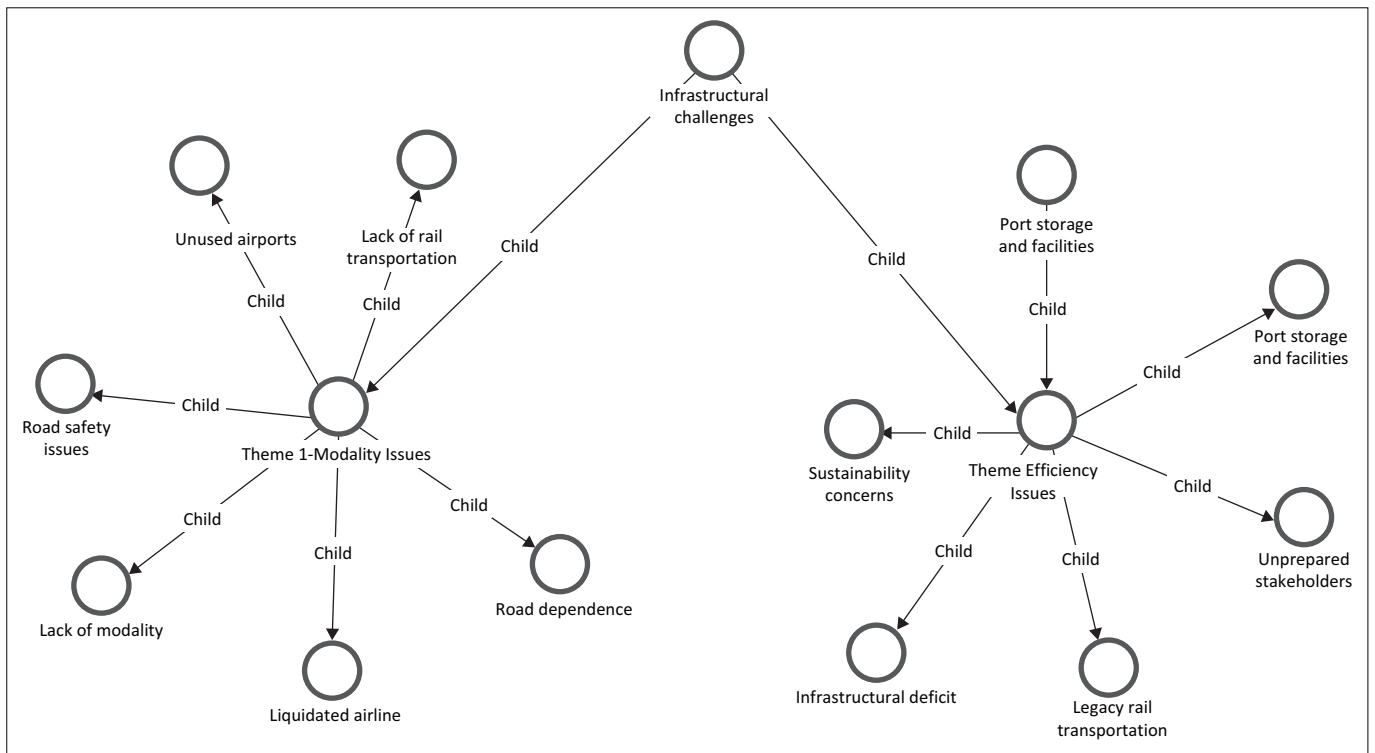 Infrastructural
challenges
Unused airports
Lack of rail
transportation
Child
Child
Port storage
and facilities
Child
Child
Child
Port storage
and facilities
Child
Road safety
issues
Child
Theme 1-Modality Issues
Sustainability
concerns
Child
Theme Efficiency
Issues
Child
Unprepared
stakeholders
Child
Lack of modality
Child
Liquidated airline
Child
Road dependence
Child
Infrastructural deficit
Child
Legacy rail
transportation